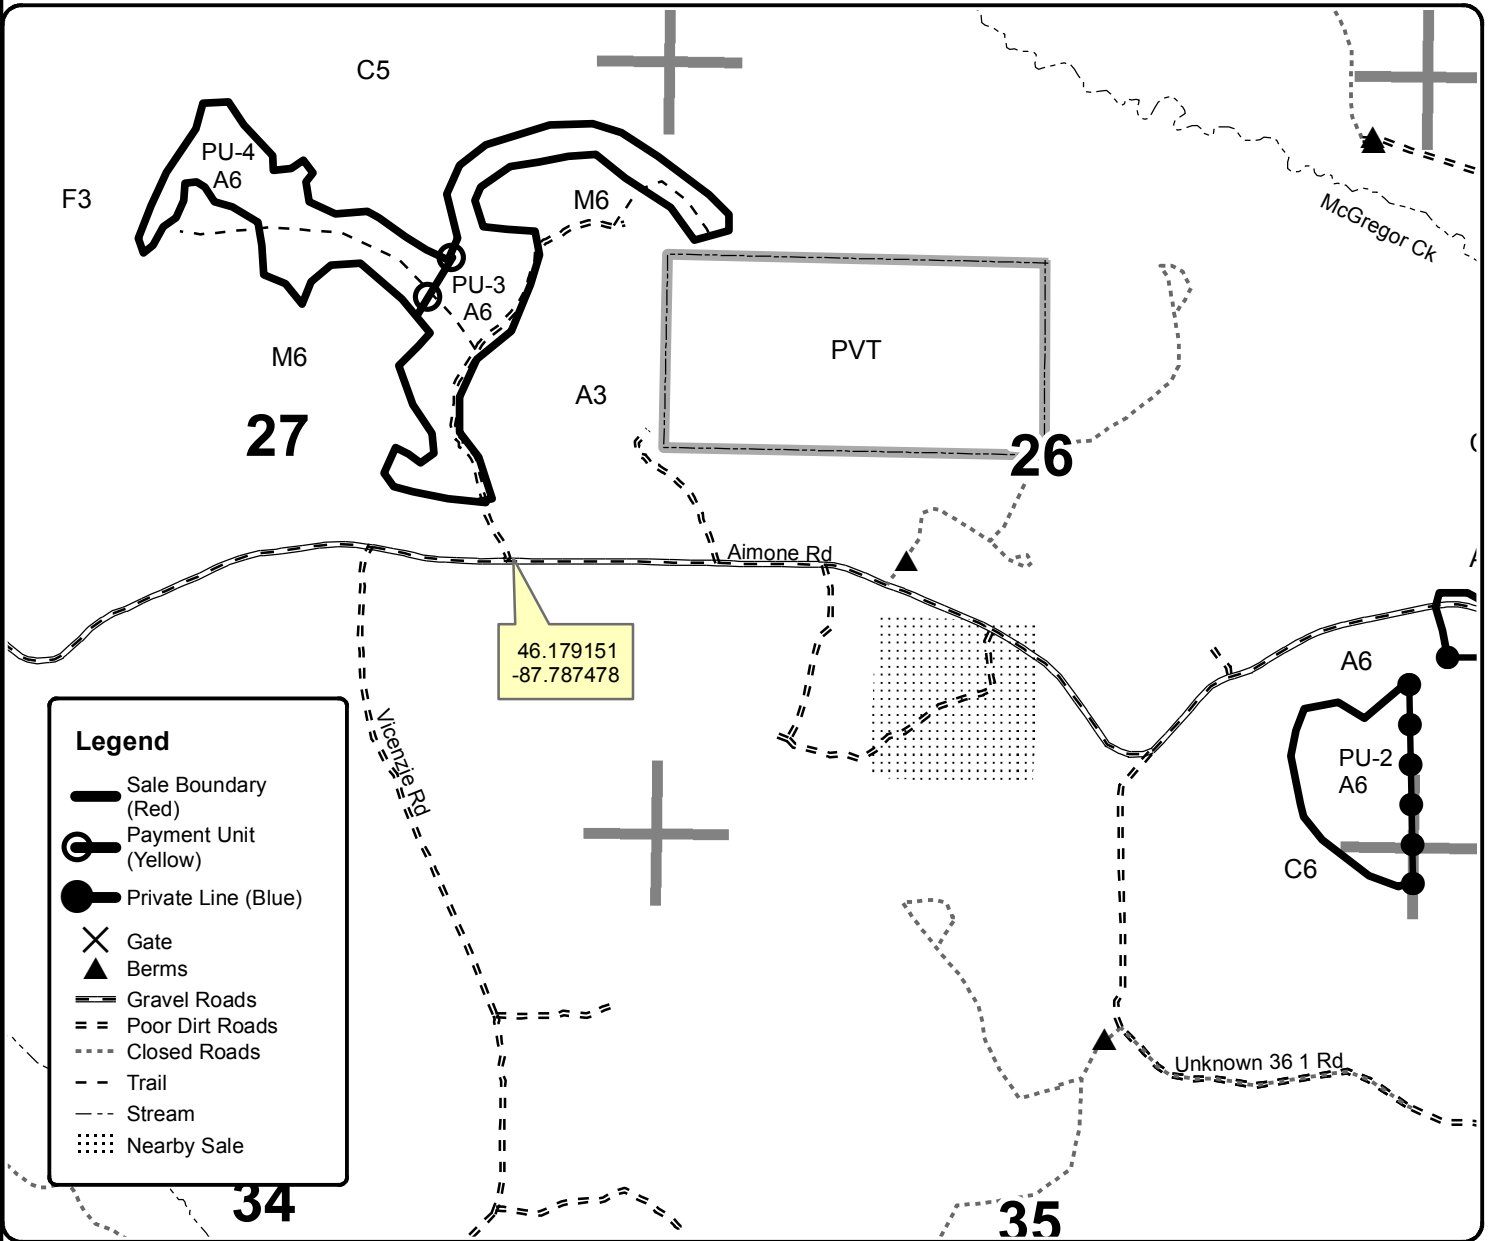 C5
PU-4
A6
F3
M6
McGregor Ck
PU-3
A6
PVT
M6
A3
27
26
Aimone Rd
46.179151
-87.787478
A6
PU-2
A6
C6
Vicenzie Rd
Legend
Sale Boundary
(Red)
Payment Unit
(Yellow)
Private Line (Blue)
Gate
Berms
Gravel Roads
Poor Dirt Roads
Closed Roads
Trail
Stream
Nearby Sale
Unknown 36 1 Rd
34
35